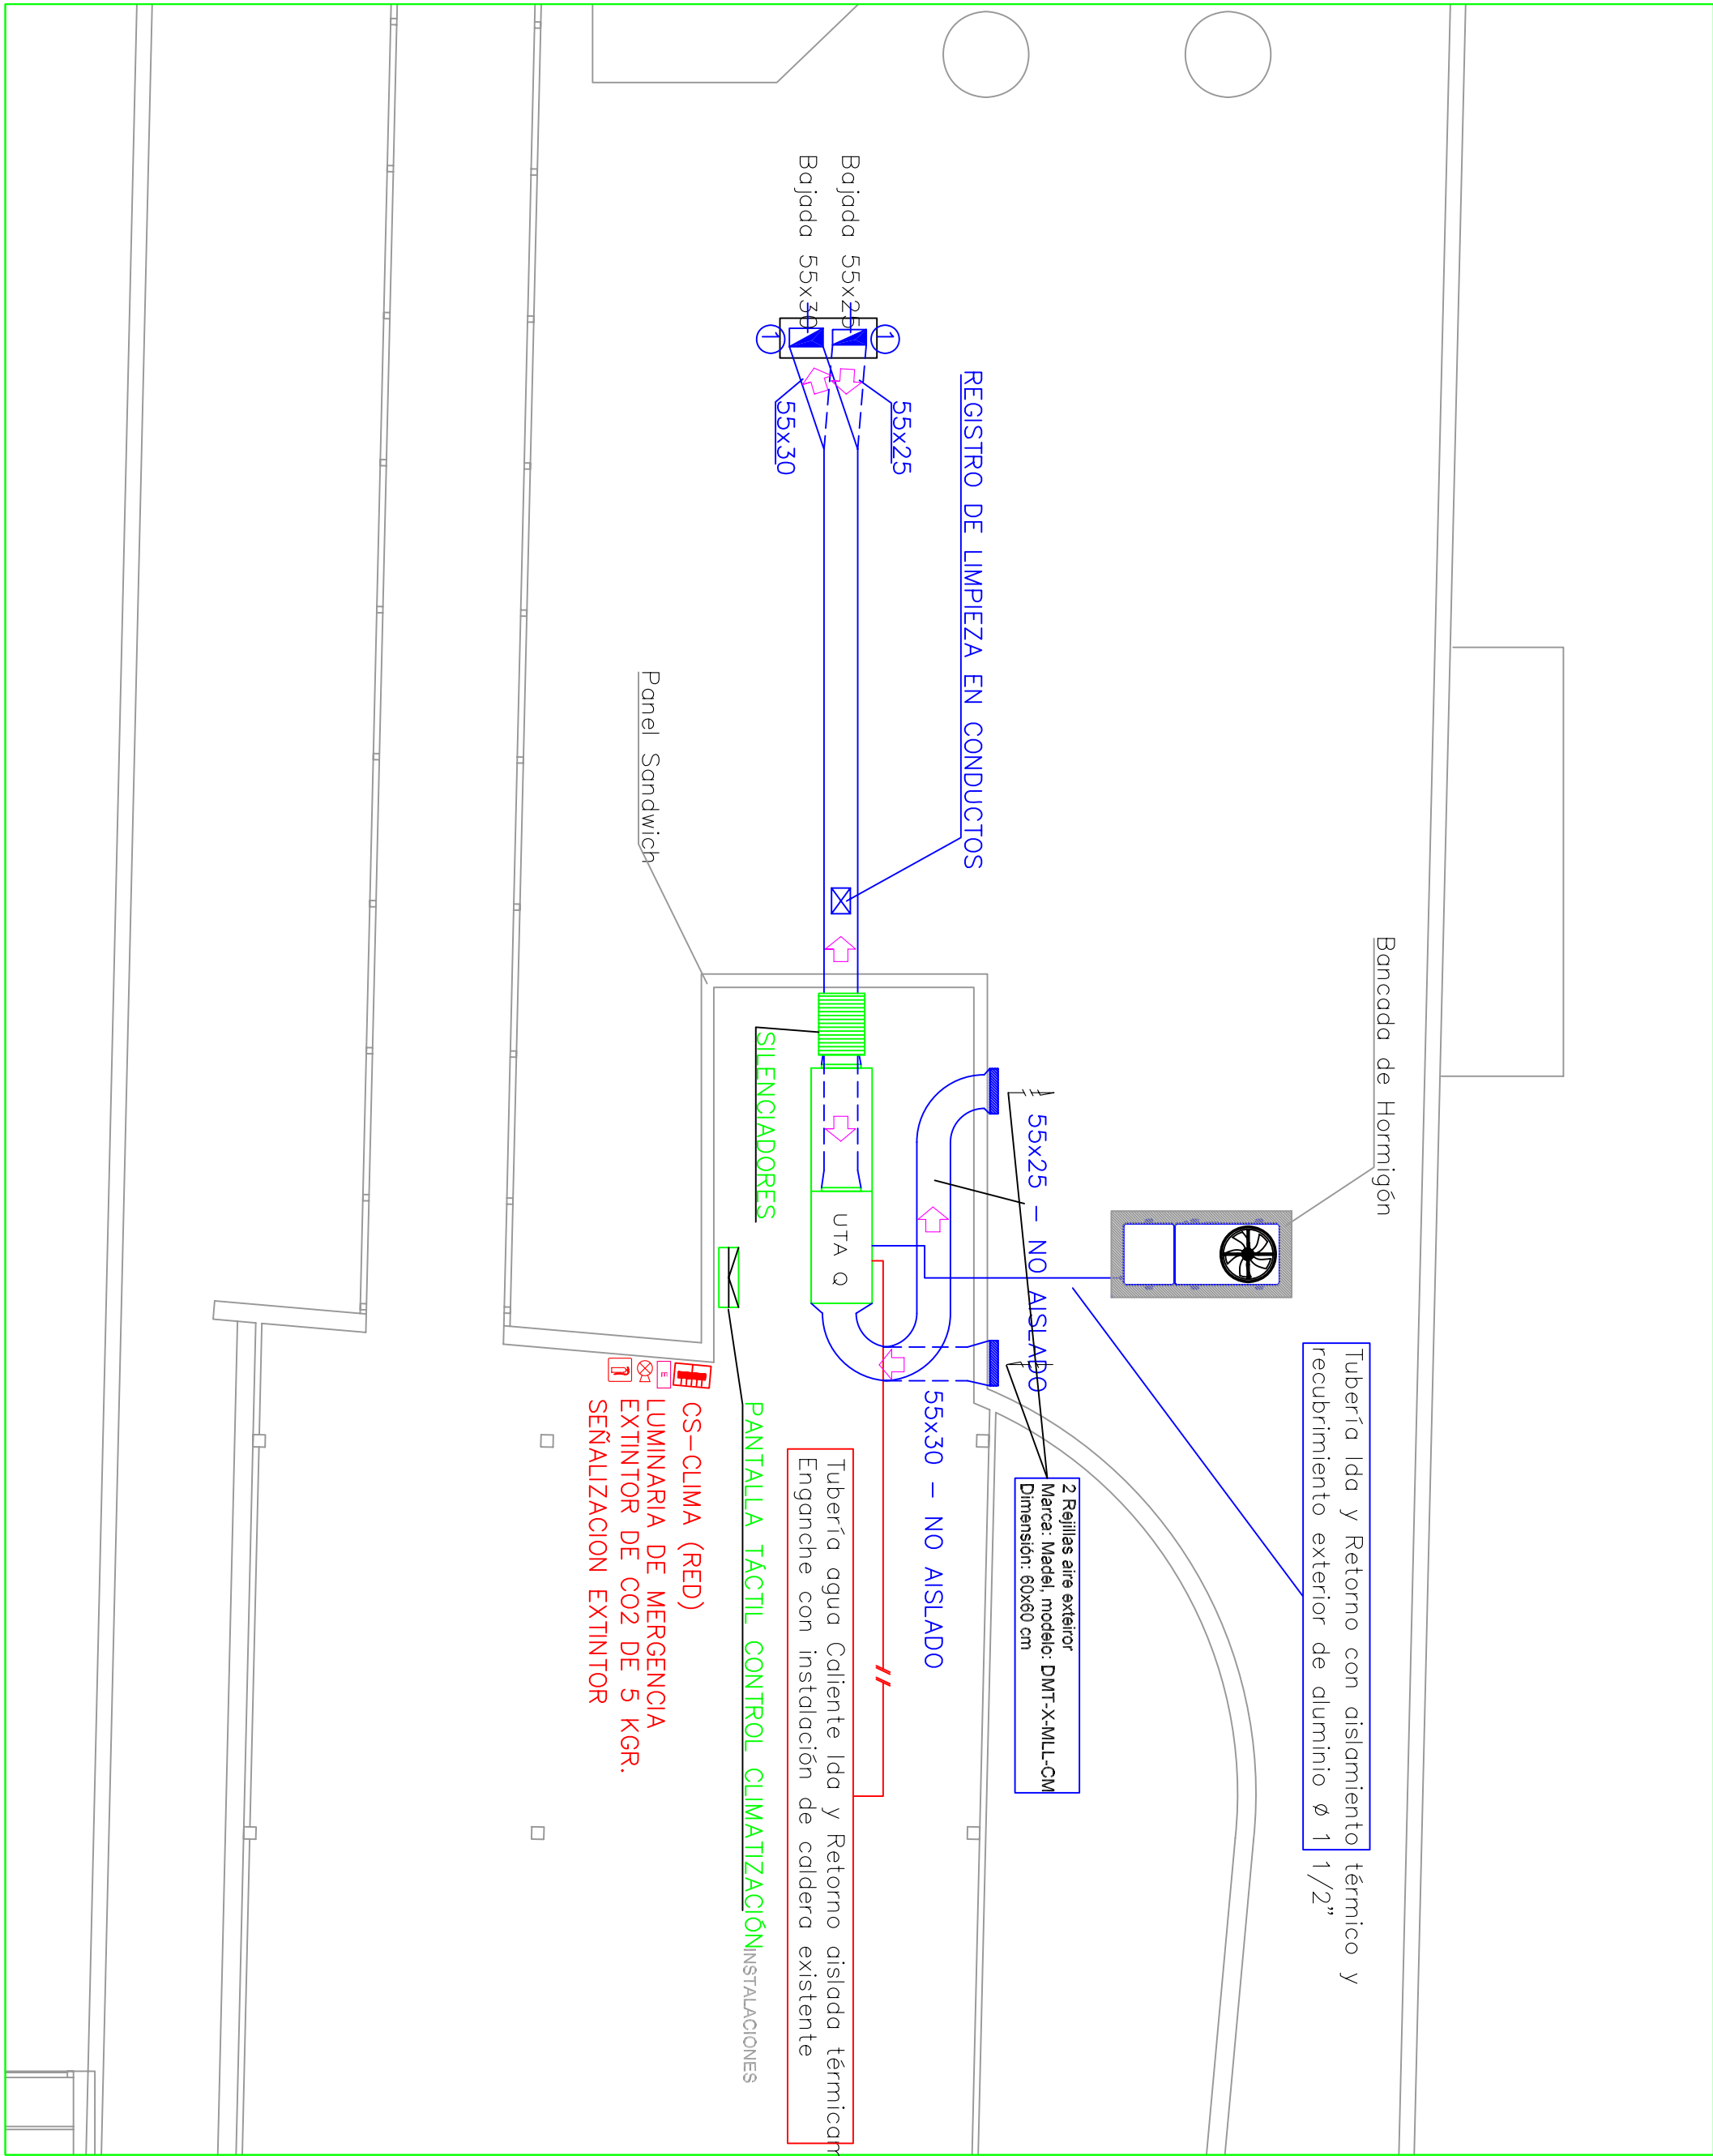 Tubería Ida y Retorno con aislamiento térmico y
recubrimiento exterior de aluminio ø 1 1/2"
Bancada de Hormigón
2 Rejillas aire exteiror
Marca: Madel, modelo: DMT-X-MLL-CM
Dimensión: 60x60 cm
55x25 - NO AISLADO
REGISTRO DE LIMPIEZA EN CONDUCTOS
55x30 - NO AISLADO
55x25
1
Bajada 55x25
Bajada 55x30
1
55x30
UTA Q
SILENCIADORES
Tubería agua Caliente Ida y Retorno aislada térmicam
Enganche con instalación de caldera existente
PANTALLA TÁCTIL CONTROL CLIMATIZACIÓN
INSTALACIONES
CS-CLIMA (RED)
LUMINARIA DE MERGENCIA
EXTINTOR DE CO2 DE 5 KGR.
SEÑALIZACION EXTINTOR
Panel Sandwich